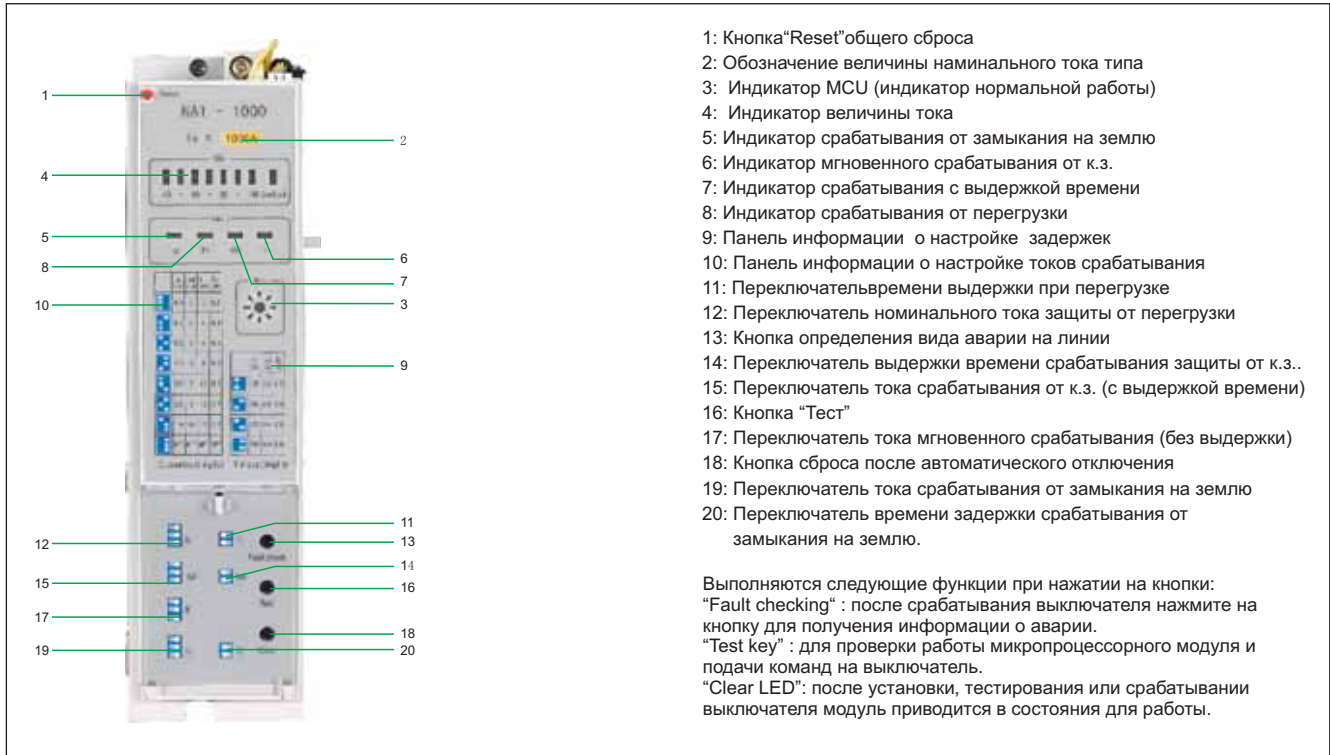 1: Кнопка“Reset”общего сброса
2: Обозначение величины наминального тока типа
3: Индикатор MCU (индикатор нормальной работы)
4: Индикатор величины тока
5: Индикатор срабатывания от замыкания на землю
6: Индикатор мгновенного срабатывания от к.з.
7: Индикатор срабатывания с выдержкой времени
8: Индикатор срабатывания от перегрузки
9: Панель информации о настройке задержек
10: Панель информации о настройке токов срабатывания
11: Переключательвремени выдержки при перегрузке
12: Переключатель номинального тока защиты от перегрузки
13: Кнопка определения вида аварии на линии
14: Переключатель выдержки времени срабатывания защиты от к.з..
15: Переключатель тока срабатывания от к.з. (с выдержкой времени)
16: Кнопка “Тест”
17: Переключатель тока мгновенного срабатывания (без выдержки)
18: Кнопка сброса после автоматического отключения
19: Переключатель тока срабатывания от замыкания на землю
20: Переключатель времени задержки срабатывания от
замыкания на землю.
Выполняются следующие функции при нажатии на кнопки:
“Fault checking“ : после срабатывания выключателя нажмите на
кнопку для получения информации о аварии.
“Test key” : для проверки работы микропроцессорного модуля и
подачи команд на выключатель.
“Clear LED”: после установки, тестирования или срабатывании
выключателя модуль приводится в состояния для работы.
1
NA1 - 1000
1000A
2
4
5
8
6
7
10
3
9
11
12
13
Fault check
14
15
16
Test
17
18
19
20